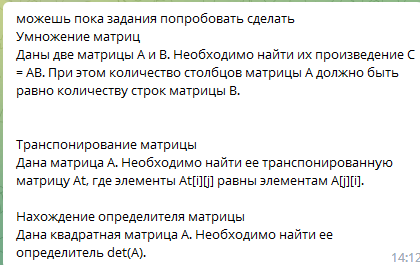 можешь пока задания попробовать сделать
Умножение матриц
Даны две матрицы A и B. Необходимо найти их произведение C
= AB. При этом количество столбцов матрицы A должно быть
равно количеству строк матрицы B.
Транспонирование матрицы
Дана матрица A. Необходимо найти ее транспонированную
матрицу At, где элементы At[i][j] равны элементам A[j][i].
Нахождение определителя матрицы
Дана квадратная матрица A. Необходимо найти ее
определитель det(A).